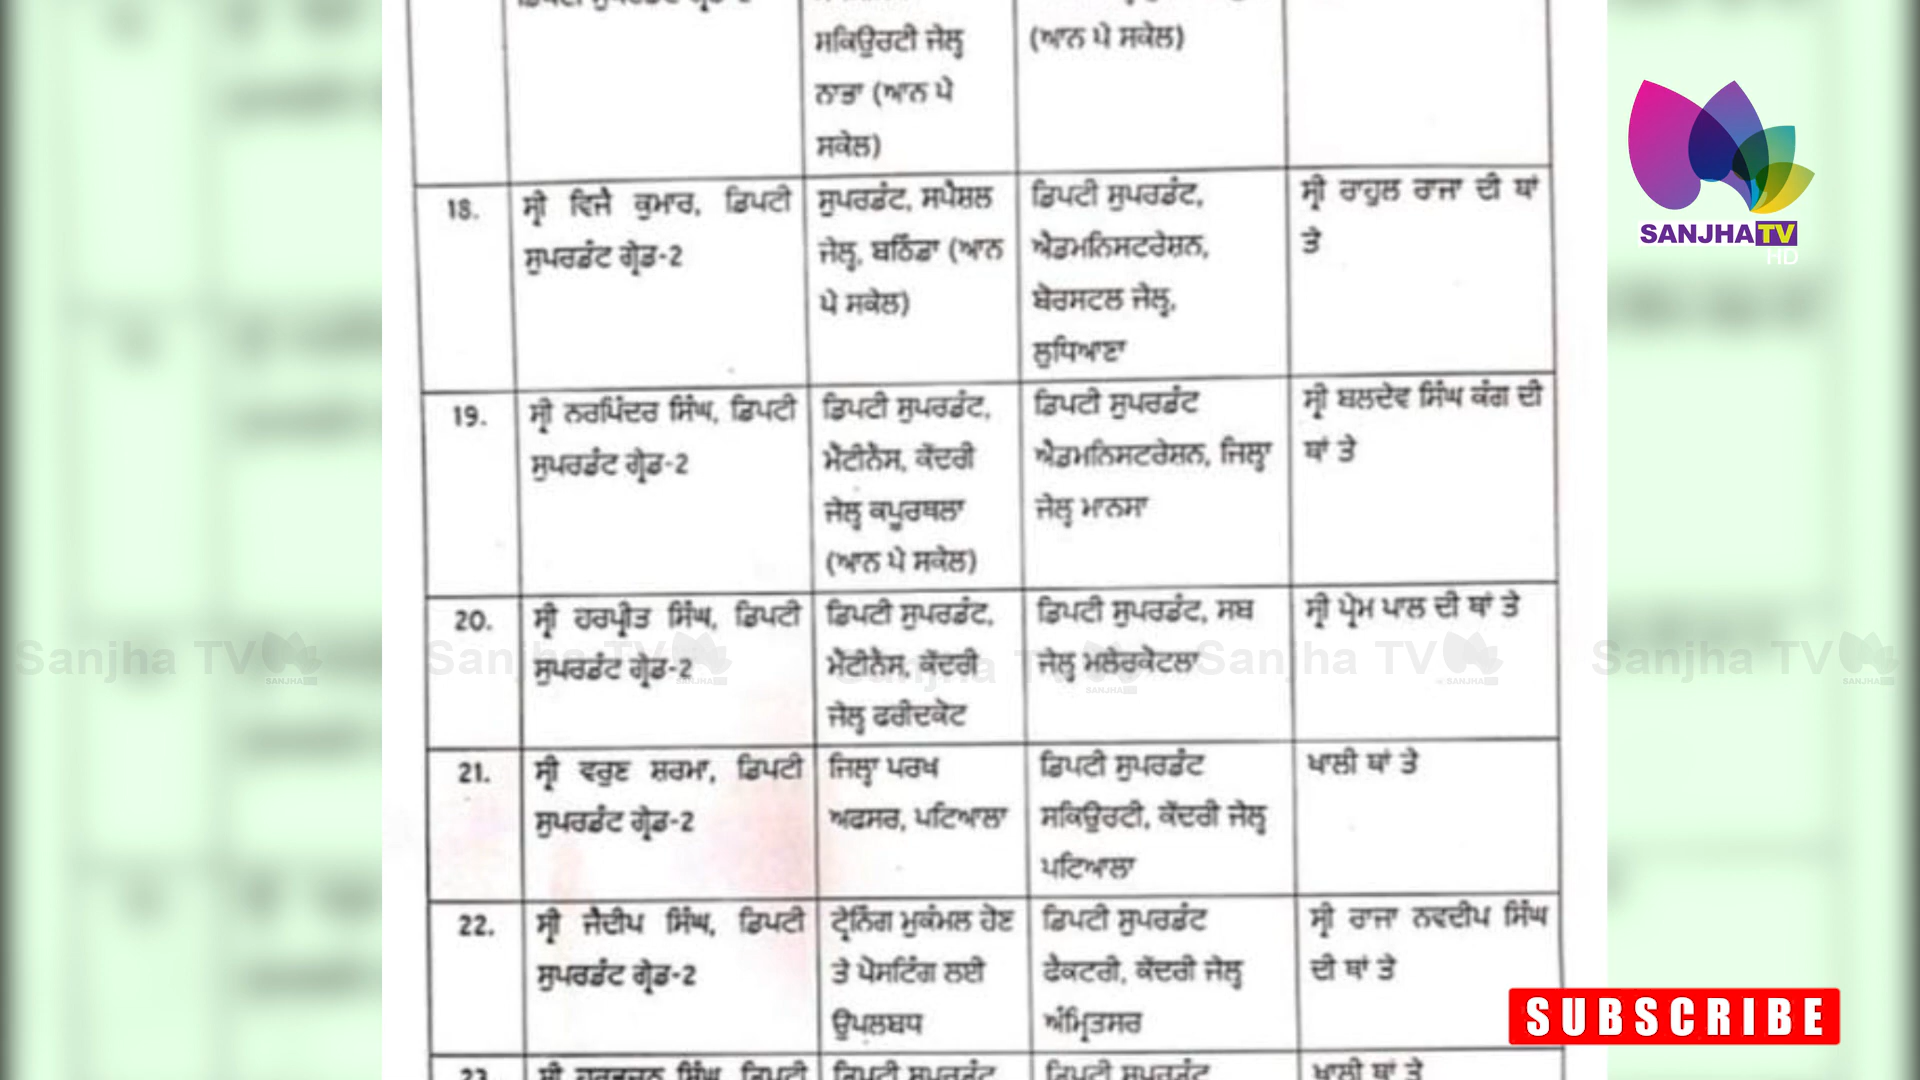 ਸਕਿਉਰਟੀ ਜੇਲ੍ਹ
(ਆਨ ਪੇ ਸਕੇਲ)
ਨਾਭਾ (ਆਨ ਪੇ
ਸਕੇਲ)
18.
ਸ੍ਰੀ ਵਿਜੈ ਕੁਮਾਰ, ਡਿਪਟੀ
ਸੁਪਰਡੰਟ ਗ੍ਰੇਡ-2
ਸੁਪਰਡੰਟ, ਸਪੈਸ਼ਲ
ਜੇਲ੍ਹ, ਬਠਿੰਡਾ (ਆਨ
ਪੇ ਸਕੇਲ)
ਡਿਪਟੀ ਸੁਪਰਡੰਟ,
ਐਡਮਨਿਸਟਰੇਸ਼ਨ,
ਬੋਰਸਟਲ ਜੇਲ੍ਹ,
ਲੁਧਿਆਣਾ
ਸ੍ਰੀ ਰਾਹੁਲ ਰਾਜਾ ਦੀ ਥਾਂ
ਤੇ
19.
ਸ੍ਰੀ ਨਰਪਿੰਦਰ ਸਿੰਘ, ਡਿਪਟੀ
ਸੁਪਰਡੰਟ ਗ੍ਰੇਡ-2
ਡਿਪਟੀ ਸੁਪਰਡੰਟ,
ਮੈਂਟੀਨੈਂਸ, ਕੇਂਦਰੀ
ਜੇਲ੍ਹ ਕਪੂਰਥਲਾ
(ਆਨ ਪੇ ਸਕੇਲ)
ਡਿਪਟੀ ਸੁਪਰਡੰਟ
ਐਡਮਨਿਸਟਰੇਸ਼ਨ, ਜਿਲ੍ਹਾ
ਜੇਲ੍ਹ ਮਾਨਸਾ
ਸ੍ਰੀ ਬਲਦੇਵ ਸਿੰਘ ਕੰਗ ਦੀ
ਥਾਂ ਤੇ
20.
ਸ੍ਰੀ ਹਰਪ੍ਰੀਤ ਸਿੰਘ, ਡਿਪਟੀ
ਸੁਪਰਡੰਟ ਗ੍ਰੇਡ-2
ਡਿਪਟੀ ਸੁਪਰਡੰਟ,
ਮੈਂਟੀਨੈਂਸ, ਕੇਂਦਰੀ
ਜੇਲ੍ਹ ਫਰੀਦਕੋਟ
ਡਿਪਟੀ ਸੁਪਰਡੰਟ, ਸਬ
ਜੇਲ੍ਹ ਮਲੇਰਕੋਟਲਾ
ਸ੍ਰੀ ਪ੍ਰੇਮ ਪਾਲ ਦੀ ਥਾਂ ਤੇ
21.
ਸ੍ਰੀ ਵਰੁਣ ਸ਼ਰਮਾ, ਡਿਪਟੀ
ਸੁਪਰਡੰਟ ਗ੍ਰੇਡ-2
ਜਿਲ੍ਹਾ ਪਰਖ
ਅਫਸਰ, ਪਟਿਆਲਾ
ਡਿਪਟੀ ਸੁਪਰਡੰਟ
ਸਕਿਉਰਟੀ, ਕੇਂਦਰੀ ਜੇਲ੍ਹ
ਪਟਿਆਲਾ
ਖਾਲੀ ਥਾਂ ਤੇ
22.
ਸ੍ਰੀ ਜੈਦੀਪ ਸਿੰਘ, ਡਿਪਟੀ
ਸੁਪਰਡੰਟ ਗ੍ਰੇਡ-2
ਟ੍ਰੇਨਿੰਗ ਮੁਕੰਮਲ ਹੋਣ
ਤੇ ਪੋਸਟਿੰਗ ਲਈ
ਉਪਲਬਧ
ਡਿਪਟੀ ਸੁਪਰਡੰਟ
ਫੈਕਟਰੀ, ਕੇਂਦਰੀ ਜੇਲ੍ਹ
ਅੰਮ੍ਰਿਤਸਰ
ਸ੍ਰੀ ਰਾਜਾ ਨਵਦੀਪ ਸਿੰਘ
ਦੀ ਥਾਂ ਤੇ
SANJHA TV
HD
Sanjha TV
Sanjha TV
Sanjha TV
Sanjha TV
Sanjha TV
SUBSCRIBE